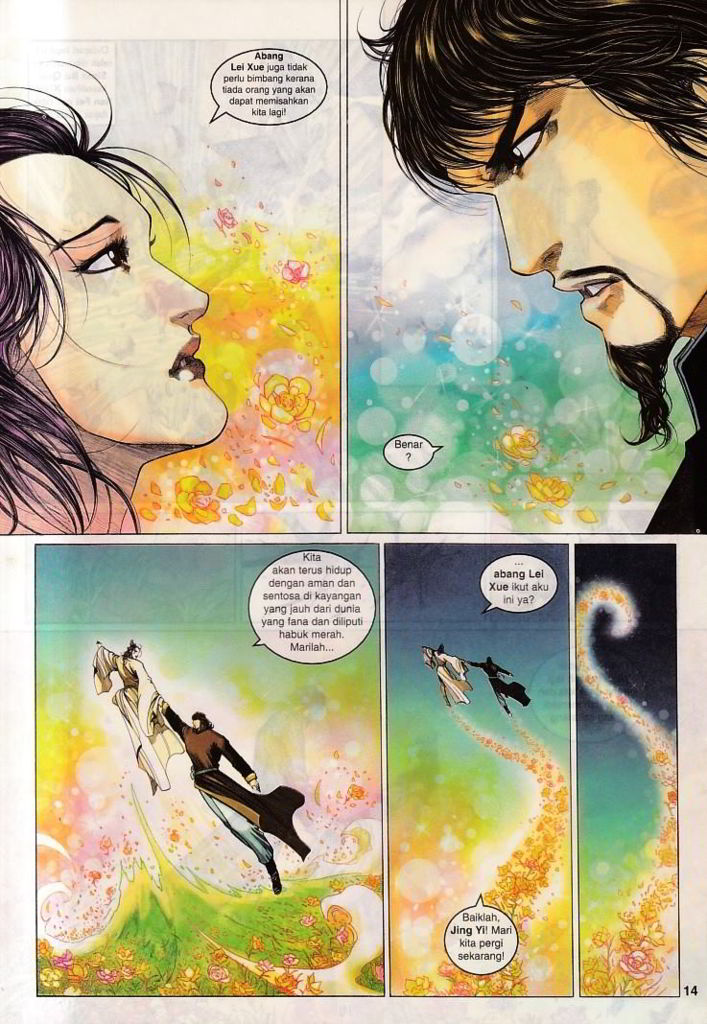 Abang
Lei Xue juga tidak
perlu bimbang kerana
tiada orang yang akan
dapat memisahkan
kita lagi!
Benar
?
Kita
akan terus hidup
dengan aman dan
sentosa di kayangan
yang jauh dari dunia
yang fana dan diliputi
habuk merah.
Marilah...
...
abang Lei
Xue ikut aku
ini ya?
Baiklah,
Jing Yi! Mari
kita pergi
sekarang!
14